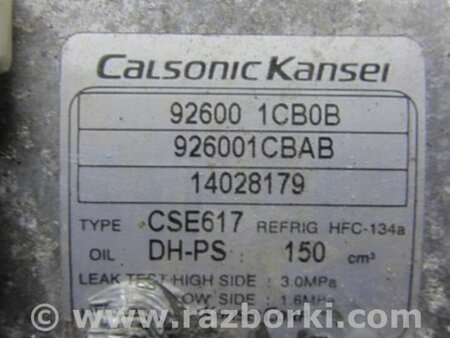 CALSONIC KANSEI
92600 1CB0B
926001CBAB
14028179
TYPE CSE617 REFRIG HFC-134a
OIL DH-PS : 150 cm³
LEAK TEST HIGH SIDE : 3.0MPa
LOW SIDE : 1.6MPa
© www.razborki.com